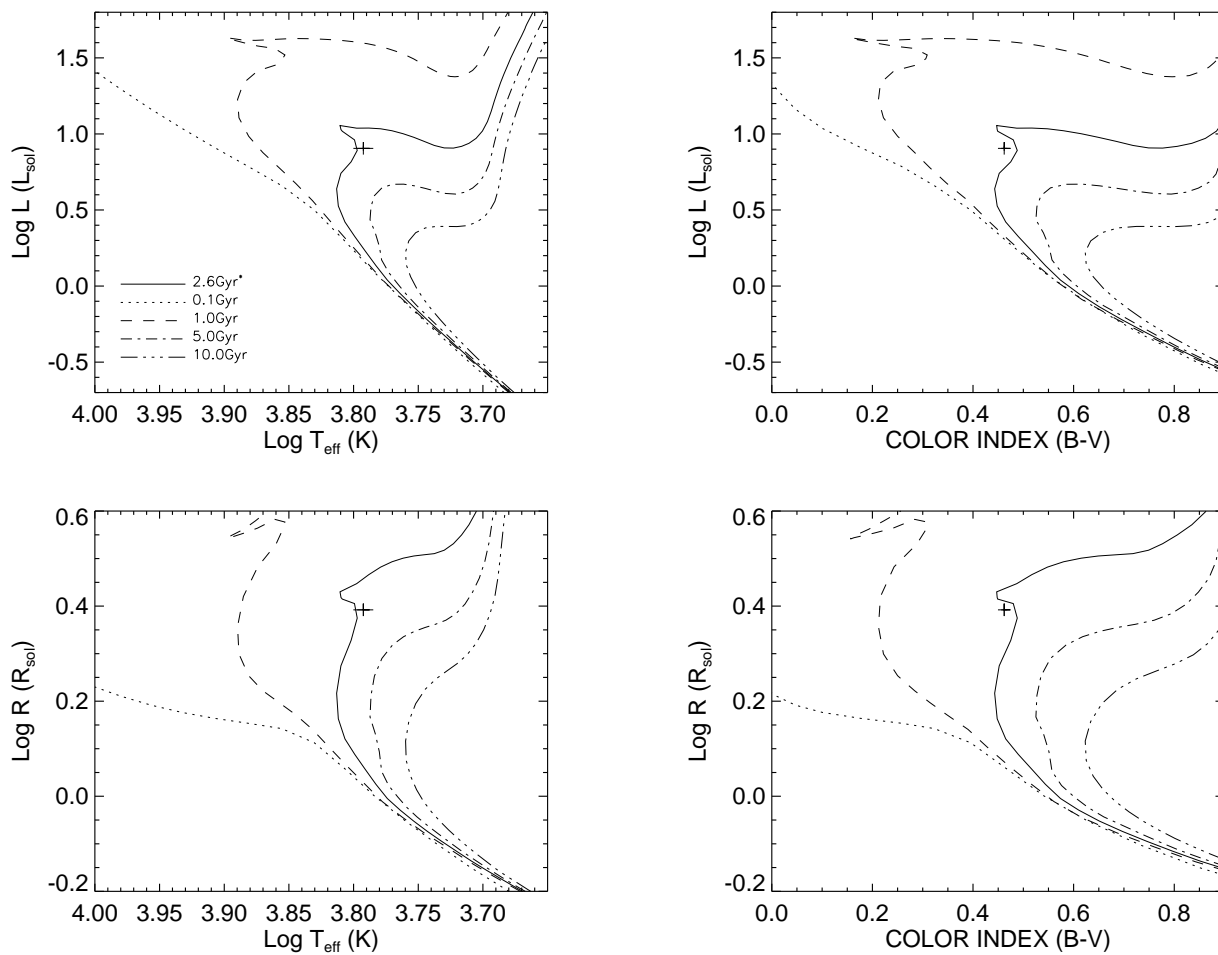 1.5
1.0
0.5
0.0
-0.5
Log L (L_sol)
2.6Gyr*
0.1Gyr
1.0Gyr
5.0Gyr
10.0Gyr
4.00 3.95 3.90 3.85 3.80 3.75 3.70
Log T_eff (K)
1.5
1.0
0.5
0.0
-0.5
Log L (L_sol)
0.0 0.2 0.4 0.6 0.8
COLOR INDEX (B-V)
0.6
0.4
0.2
0.0
-0.2
Log R (R_sol)
4.00 3.95 3.90 3.85 3.80 3.75 3.70
Log T_eff (K)
0.6
0.4
0.2
0.0
-0.2
Log R (R_sol)
0.0 0.2 0.4 0.6 0.8
COLOR INDEX (B-V)